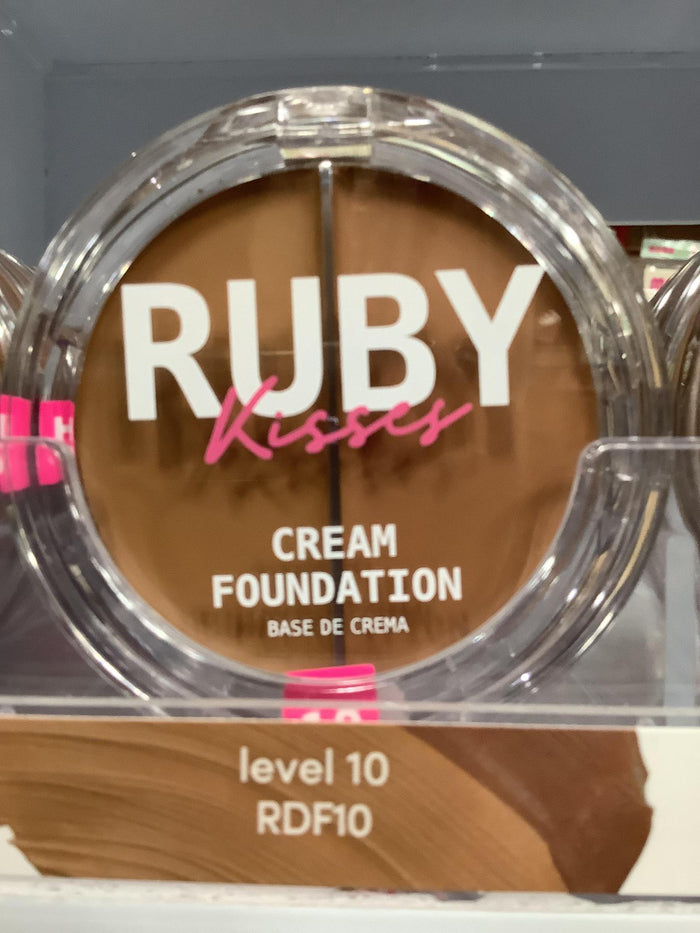 RUBY
Kisses
CREAM
FOUNDATION
BASE DE CREMA
level 10
RDF10